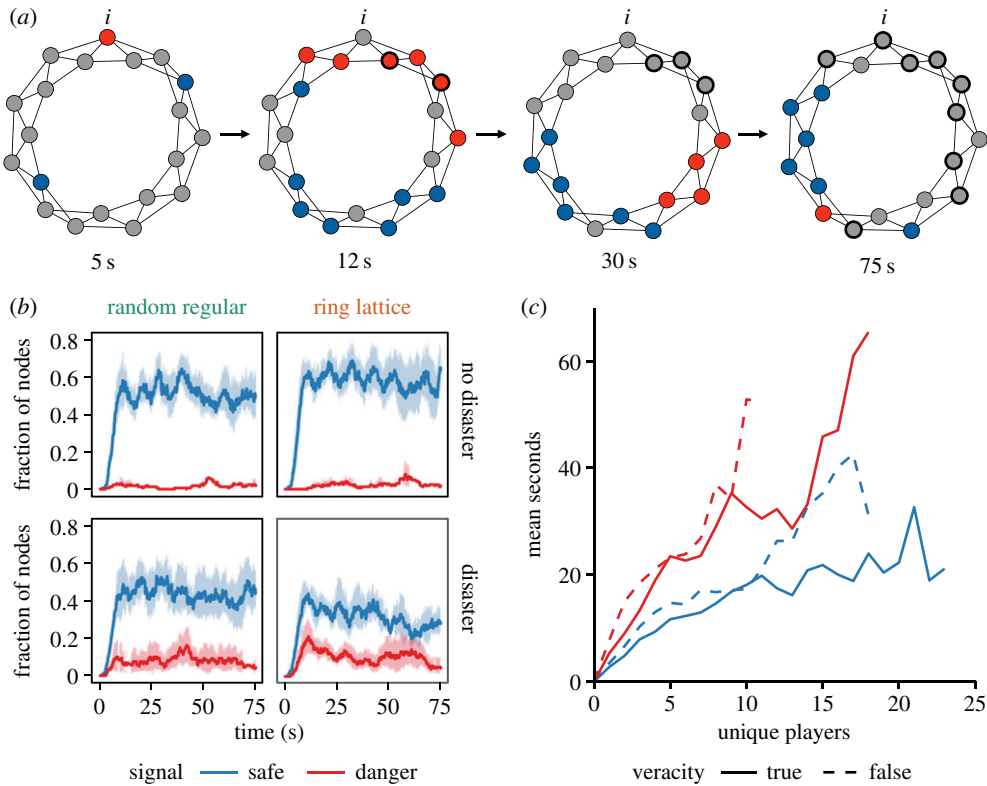 (a)
i
i
i
i
5 s
12 s
30 s
75 s
(b)
random regular
ring lattice
fraction of nodes
0.8
0.6
0.4
0.2
0
no disaster
fraction of nodes
0.8
0.6
0.4
0.2
0
disaster
0
25
50
75
0
25
50
75
time (s)
signal
safe
danger
(c)
mean seconds
60
40
20
0
0
5
10
15
20
25
unique players
veracity
true
false